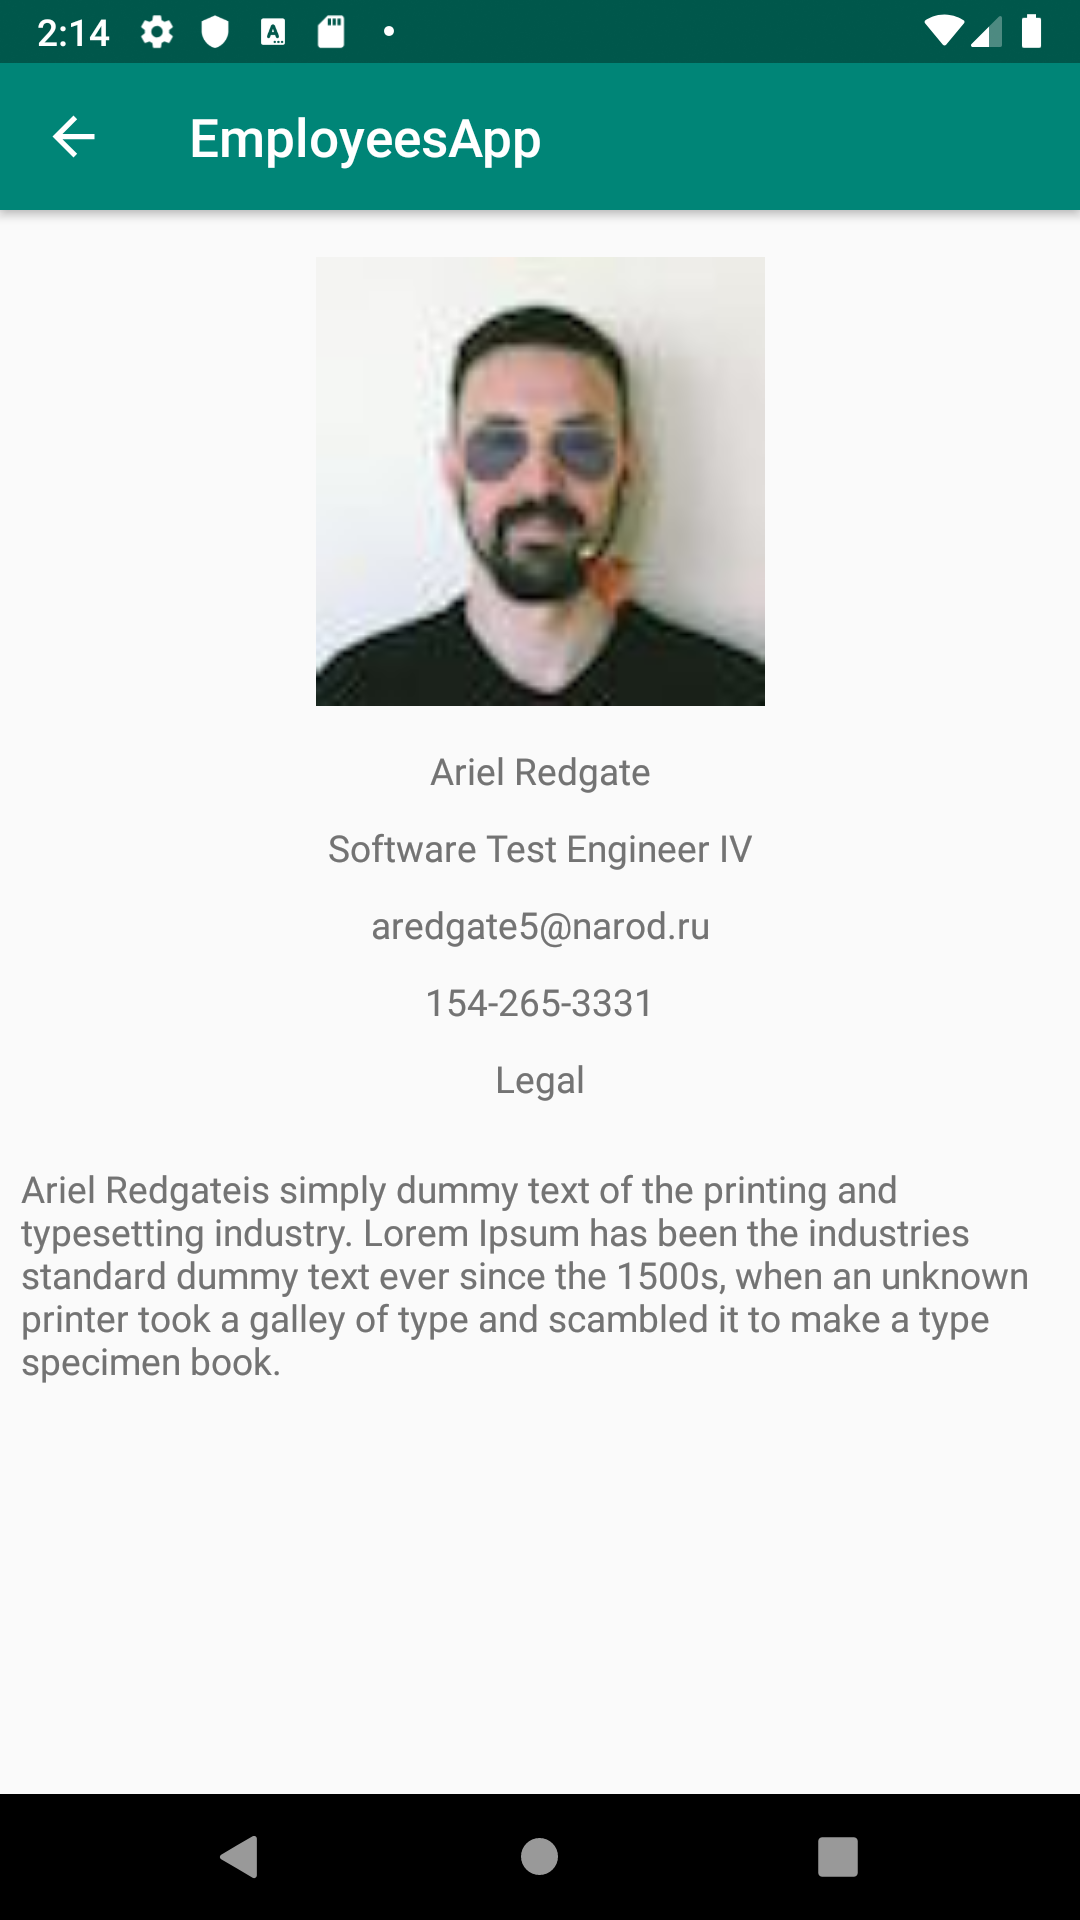 2:14
EmployeesApp
Ariel Redgate
Software Test Engineer IV
aredgate5@narod.ru
154-265-3331
Legal
Ariel Redgateis simply dummy text of the printing and
typesetting industry. Lorem Ipsum has been the industries
standard dummy text ever since the 1500s, when an unknown
printer took a galley of type and scambled it to make a type
specimen book.